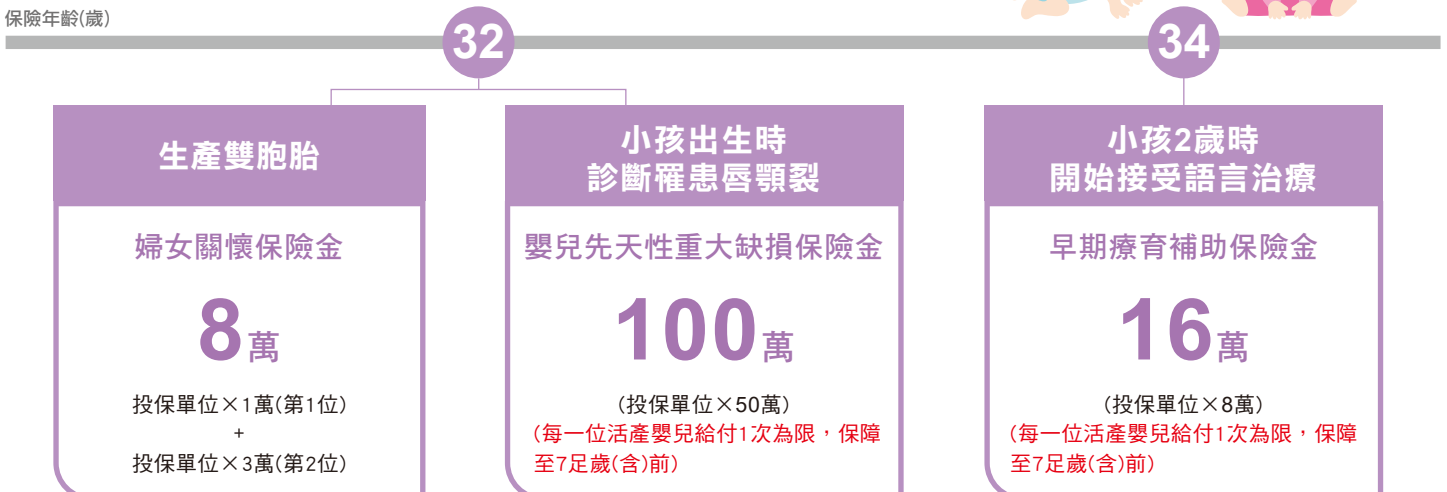 保險年齡(歲)
32
34
生產雙胞胎
婦女關懷保險金
8萬
投保單位×1萬(第1位)
+
投保單位×3萬(第2位)
小孩出生時
診斷罹患唇顎裂
嬰兒先天性重大缺損保險金
100萬
(投保單位×50萬)
(每一位活產嬰兒給付1次為限，保障
至7足歲(含)前)
小孩2歲時
開始接受語言治療
早期療育補助保險金
16萬
(投保單位×8萬)
(每一位活產嬰兒給付1次為限，保障
至7足歲(含)前)